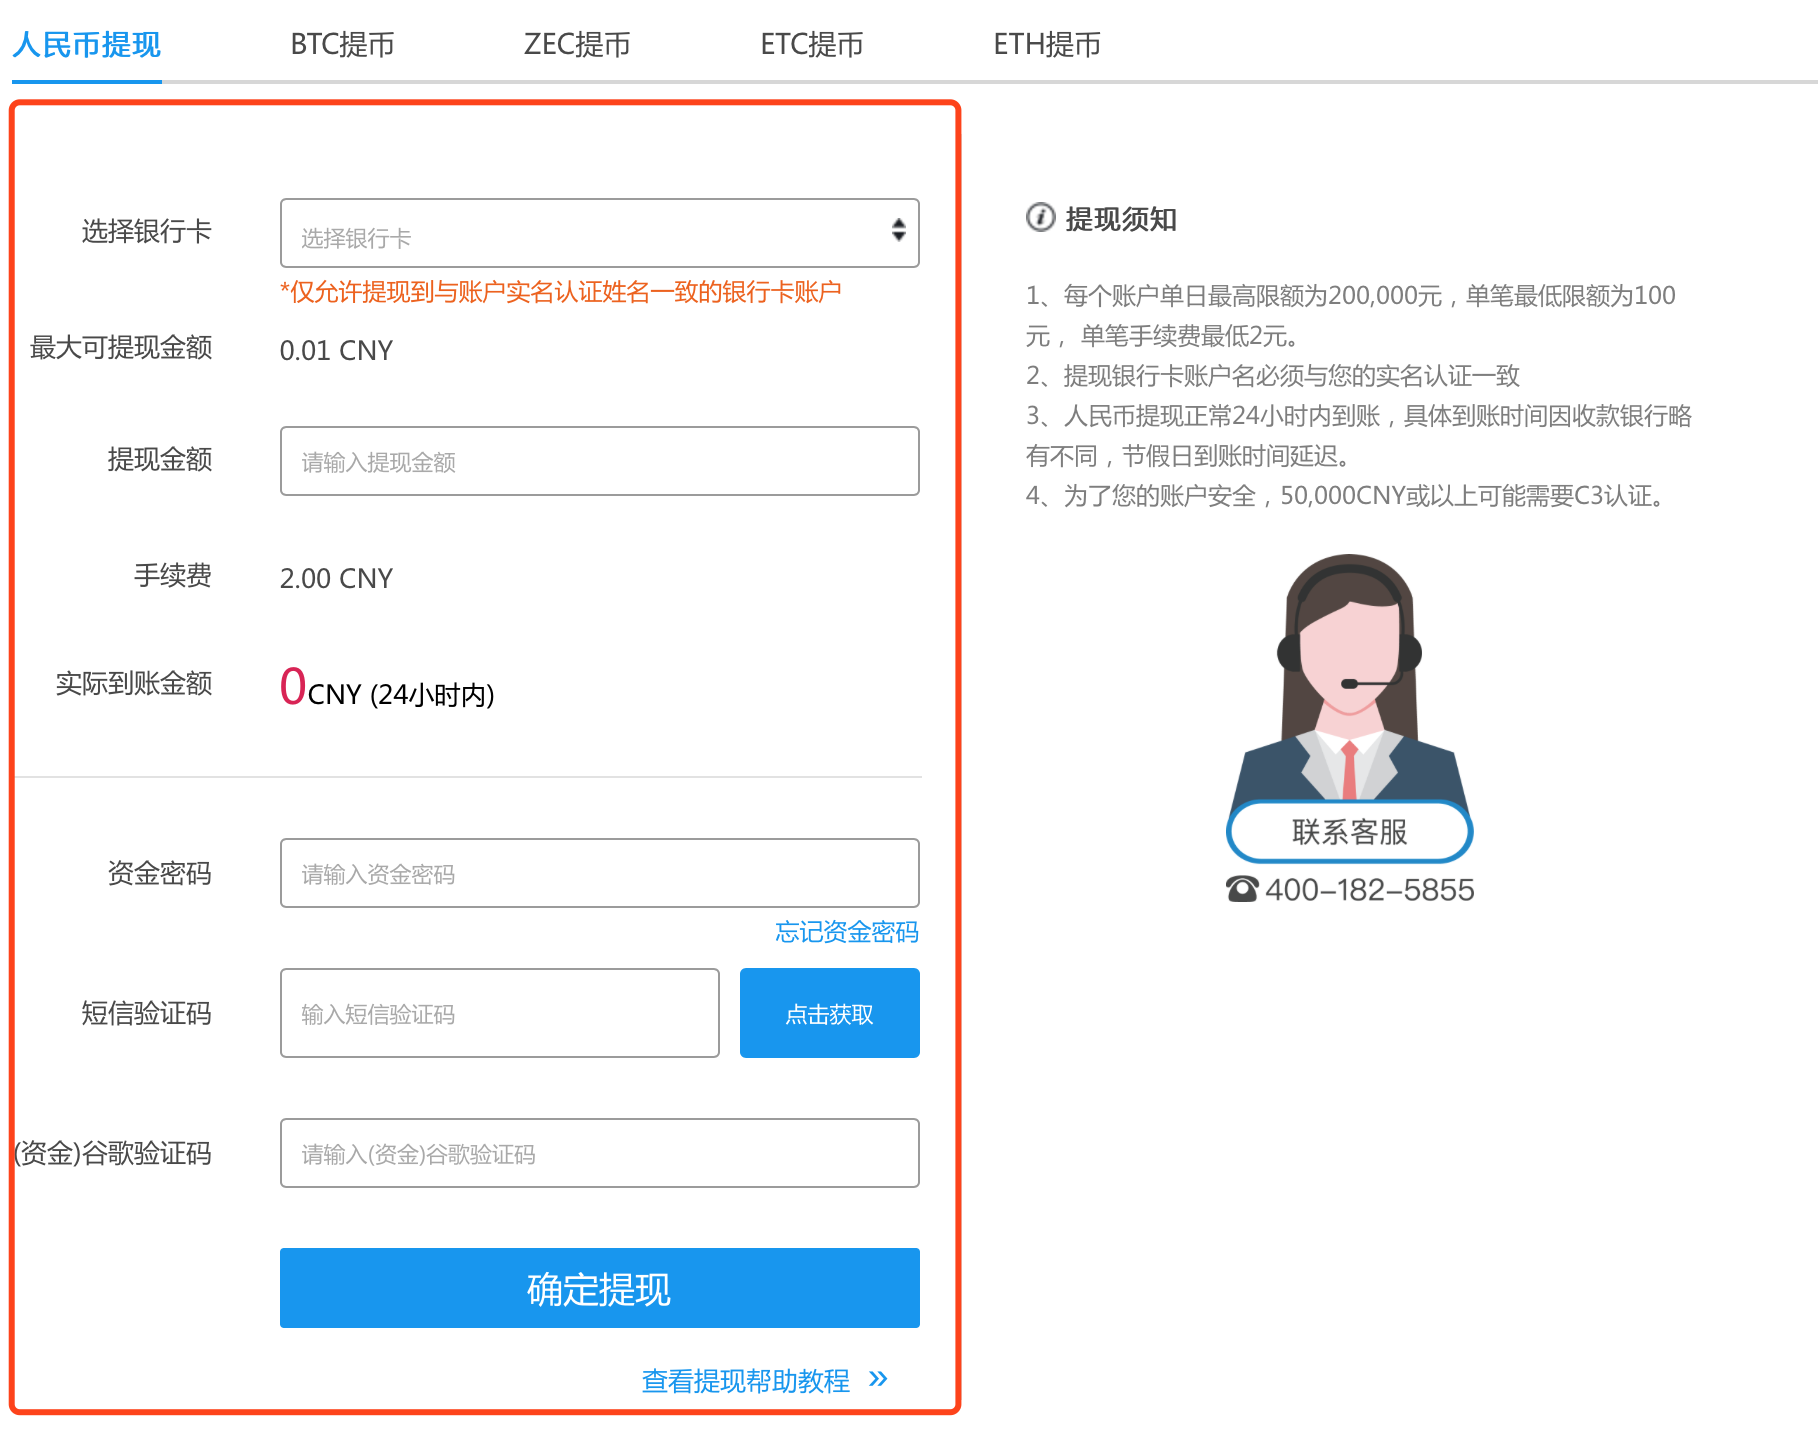 人民币提现 BTC提币 ZEC提币 ETC提币 ETH提币
选择银行卡 选择银行卡
*仅允许提现到与账户实名认证姓名一致的银行卡账户
最大可提现金额 0.01 CNY
提现金额 请输入提现金额
手续费 2.00 CNY
实际到账金额 0CNY (24小时内)
资金密码 请输入资金密码
忘记资金密码
短信验证码 输入短信验证码 点击获取
(资金)谷歌验证码 请输入(资金)谷歌验证码
确定提现
查看提现帮助教程 »
提现须知
1、每个账户单日最高限额为200,000元，单笔最低限额为100
元， 单笔手续费最低2元。
2、提现银行卡账户名必须与您的实名认证一致
3、人民币提现正常24小时内到账，具体到账时间因收款银行略
有不同，节假日到账时间延迟。
4、为了您的账户安全，50,000CNY或以上可能需要C3认证。
联系客服
400-182-5855